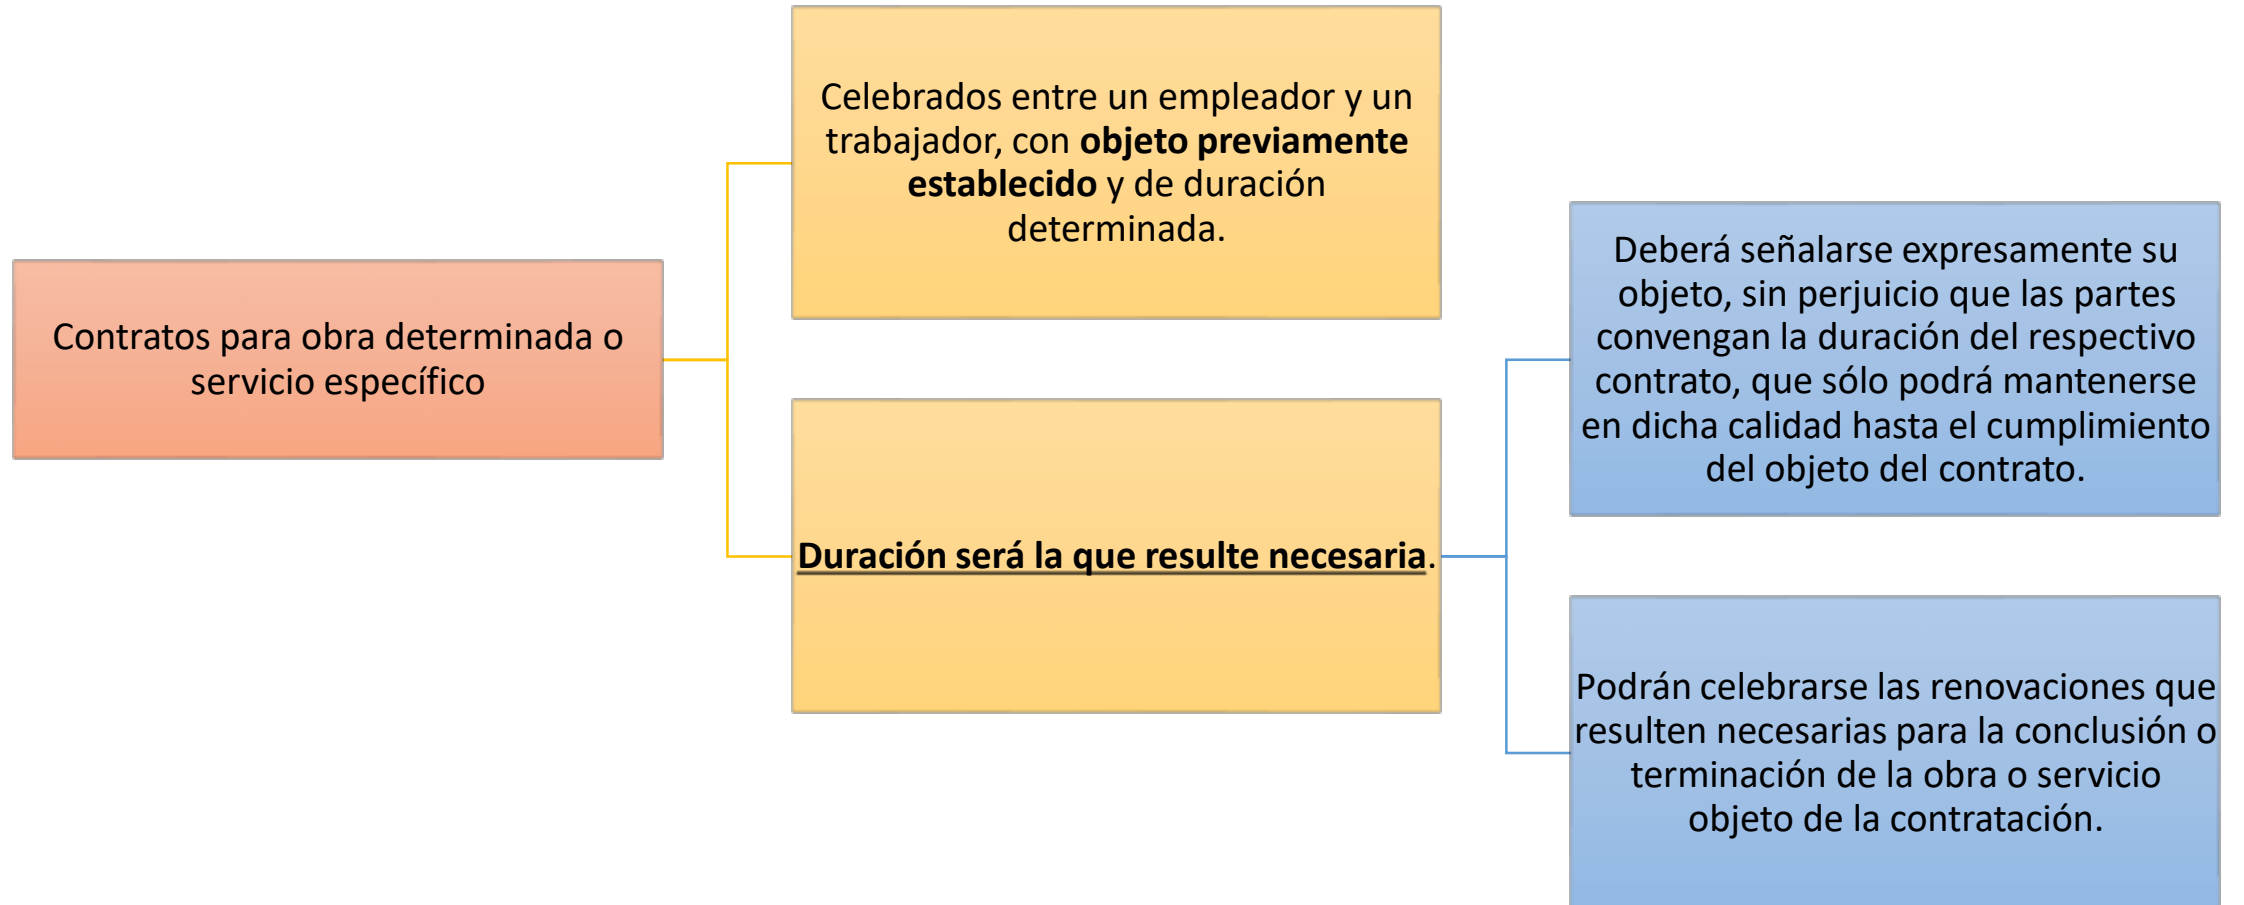 Contratos para obra determinada o
servicio específico
Celebrados entre un empleador y un
trabajador, con objeto previamente
establecido y de duración
determinada.
Duración será la que resulte necesaria.
Deberá señalarse expresamente su
objeto, sin perjuicio que las partes
convengan la duración del respectivo
contrato, que sólo podrá mantenerse
en dicha calidad hasta el cumplimiento
del objeto del contrato.
Podrán celebrarse las renovaciones que
resulten necesarias para la conclusión o
terminación de la obra o servicio
objeto de la contratación.